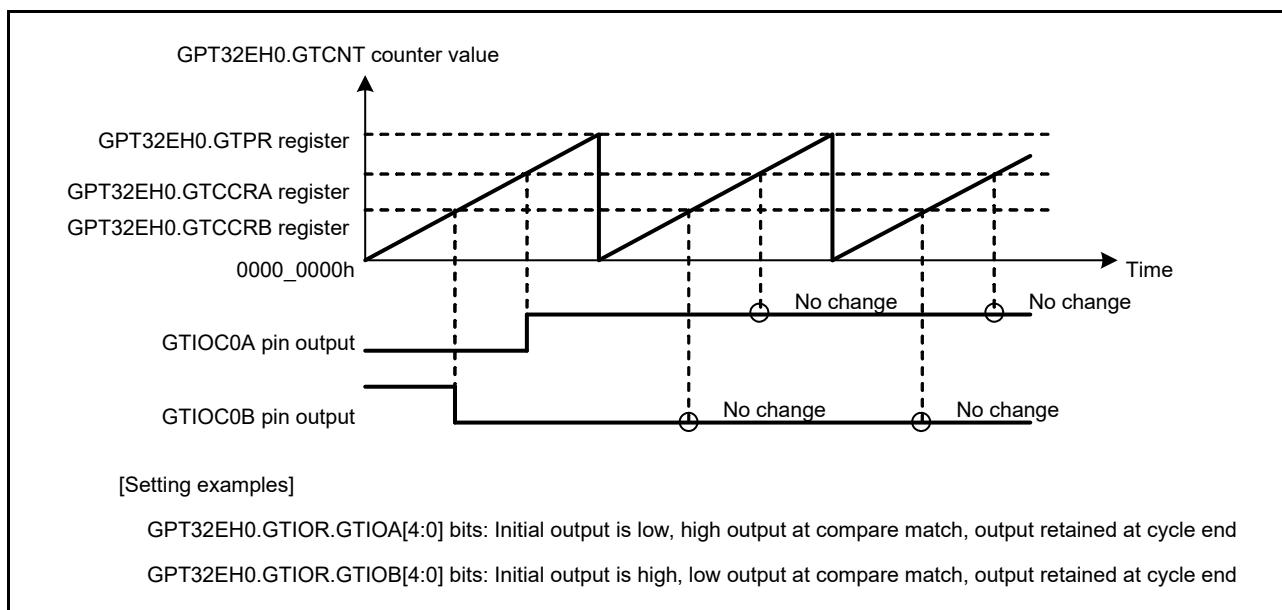 GPT32EH0.GTCNT counter value
GPT32EH0.GTPR register
GPT32EH0.GTCCRA register
GPT32EH0.GTCCRB register
0000_0000h
Time
No change
No change
GTIOC0A pin output
No change
No change
GTIOC0B pin output
[Setting examples]
GPT32EH0.GTIOR.GTIOA[4:0] bits: Initial output is low, high output at compare match, output retained at cycle end
GPT32EH0.GTIOR.GTIOB[4:0] bits: Initial output is high, low output at compare match, output retained at cycle end